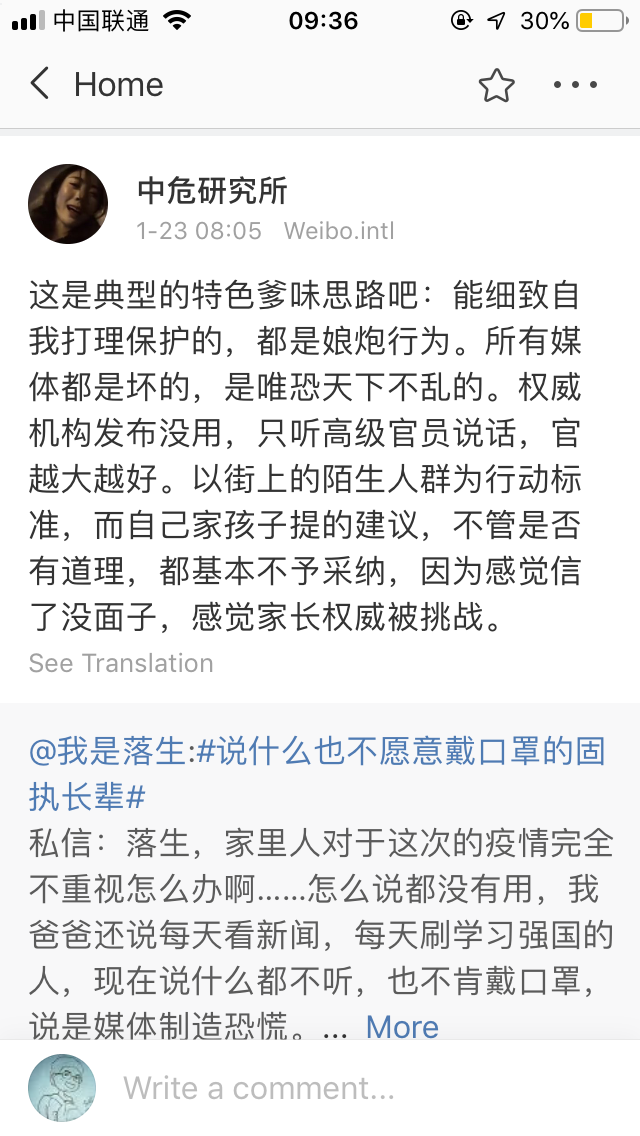 中国联通 09:36 30%
Home
中危研究所
1-23 08:05 Weibo.intl
这是典型的特色爹味思路吧：能细致自
我打理保护的，都是娘炮行为。所有媒
体都是坏的，是唯恐天下不乱的。权威
机构发布没用，只听高级官员说话，官
越大越好。以街上的陌生人群为行动标
准，而自己家孩子提的建议，不管是否
有道理，都基本不予采纳，因为感觉信
了没面子，感觉家长权威被挑战。
See Translation
@我是落生:#说什么也不愿意戴口罩的固
执长辈#
私信：落生，家里人对于这次的疫情完全
不重视怎么办啊......怎么说都没有用，我
爸爸还说每天看新闻，每天刷学习强国的
人，现在说什么都不听，也不肯戴口罩，
说是媒体制造恐慌。... More
Write a comment...